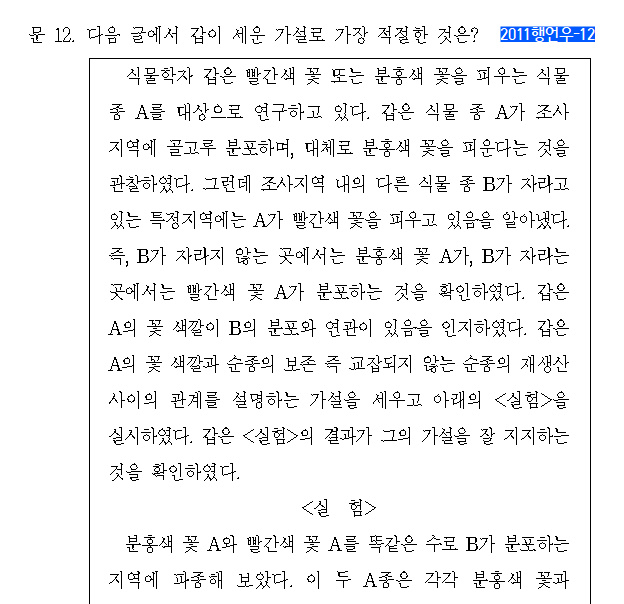 문 12. 다음 글에서 갑이 세운 가설로 가장 적절한 것은? 2011행언우-12
식물학자 갑은 빨간색 꽃 또는 분홍색 꽃을 피우는 식물
종 A를 대상으로 연구하고 있다. 갑은 식물 종 A가 조사
지역에 골고루 분포하며, 대체로 분홍색 꽃을 피운다는 것을
관찰하였다. 그런데 조사지역 내의 다른 식물 종 B가 자라고
있는 특정지역에는 A가 빨간색 꽃을 피우고 있음을 알아냈다.
즉, B가 자라지 않는 곳에서는 분홍색 꽃 A가, B가 자라는
곳에서는 빨간색 꽃 A가 분포하는 것을 확인하였다. 갑은
A의 꽃 색깔이 B의 분포와 연관이 있음을 인지하였다. 갑은
A의 꽃 색깔과 순종의 보존 즉 교잡되지 않는 순종의 재생산
사이의 관계를 설명하는 가설을 세우고 아래의 <실험>을
실시하였다. 갑은 <실험>의 결과가 그의 가설을 잘 지지하는
것을 확인하였다.
<실 험>
분홍색 꽃 A와 빨간색 꽃 A를 똑같은 수로 B가 분포하는
지역에 파종해 보았다. 이 두 A종은 각각 분홍색 꽃과